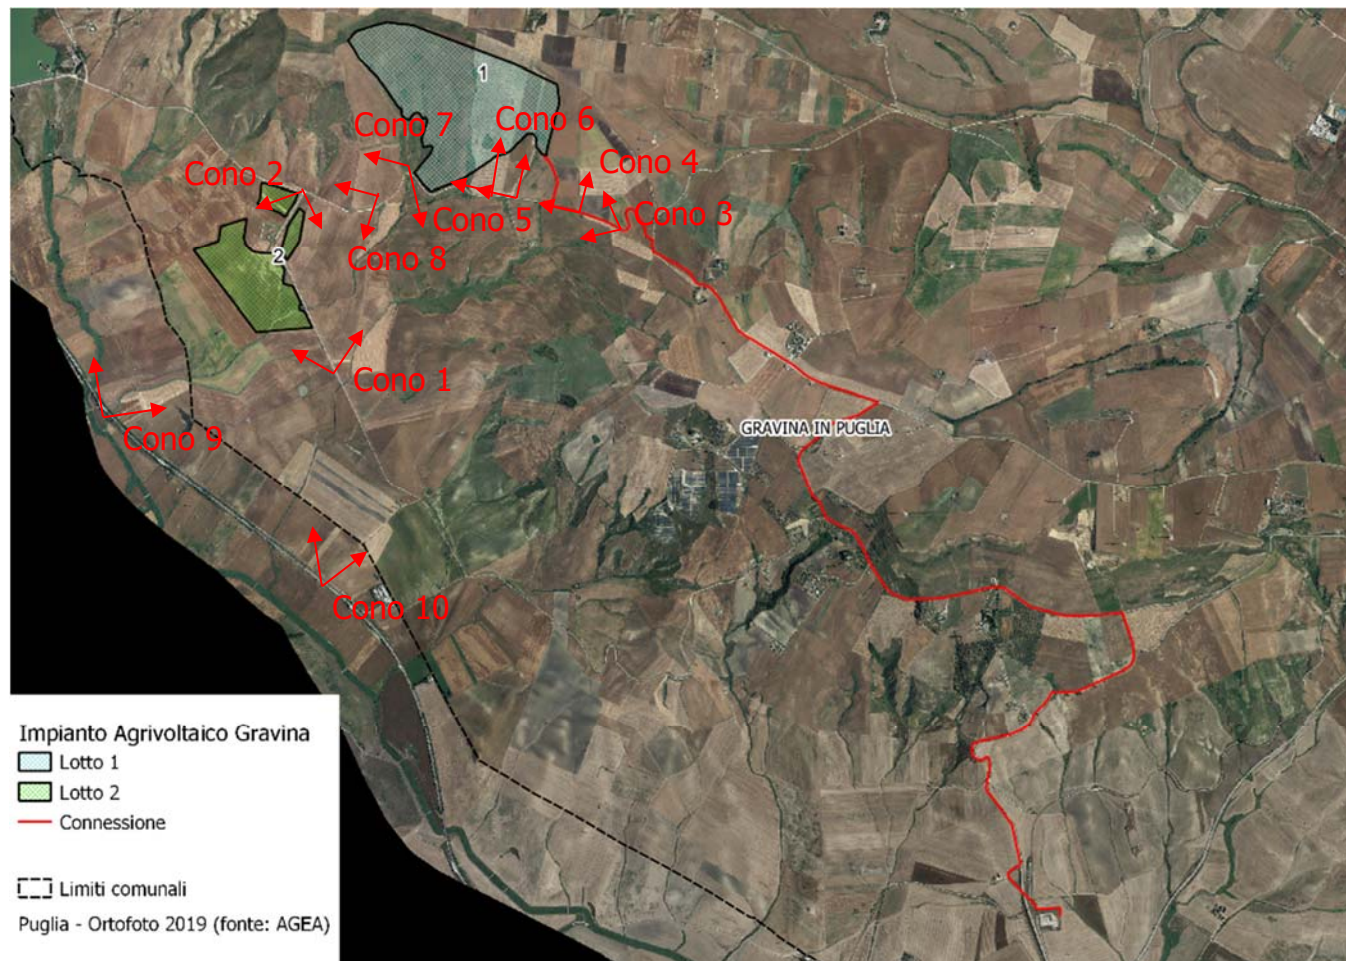 1
Cono 7
Cono 6
Cono 2
Cono 4
Cono 5
Cono 3
Cono 8
2
Cono 1
Cono 9
GRAVINA IN PUGLIA
Cono 10
Impianto Agrivoltaico Gravina
Lotto 1
Lotto 2
Connessione
Limiti comunali
Puglia - Ortofoto 2019 (fonte: AGEA)